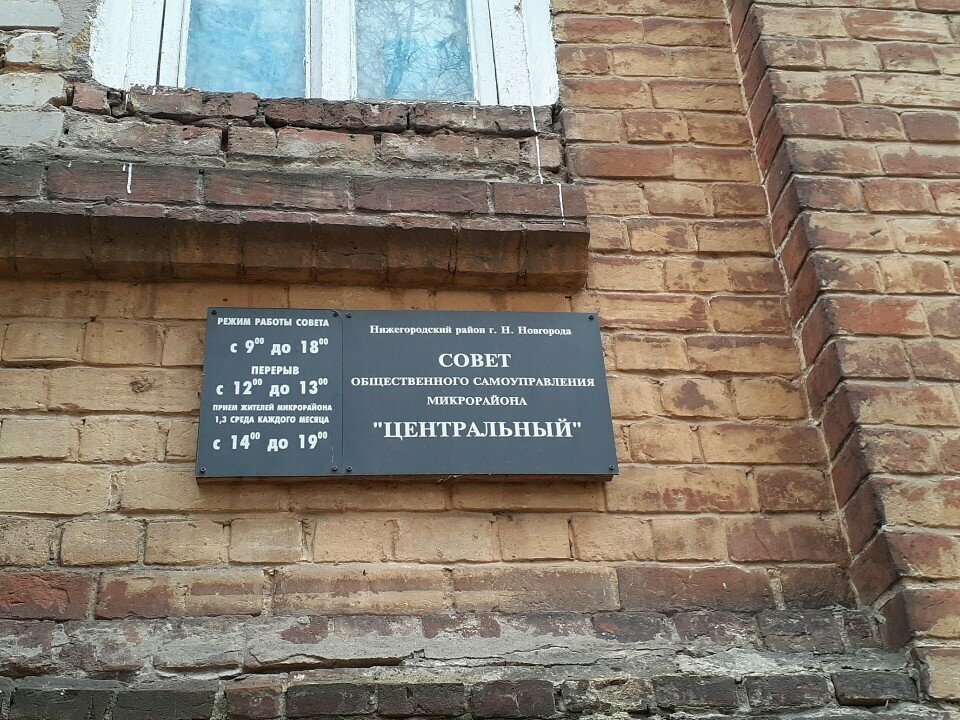 РЕЖИМ РАБОТЫ СОВЕТА
с 9⁰⁰ до 18⁰⁰
ПЕРЕРЫВ
с 12⁰⁰ до 13⁰⁰
ПРИЕМ ЖИТЕЛЕЙ МИКРОРАЙОНА
1,3 СРЕДА КАЖДОГО МЕСЯЦА
с 14⁰⁰ до 19⁰⁰
Нижегородский район г. Н. Новгорода
СОВЕТ
ОБЩЕСТВЕННОГО САМОУПРАВЛЕНИЯ
МИКРОРАЙОНА
"ЦЕНТРАЛЬНЫЙ"